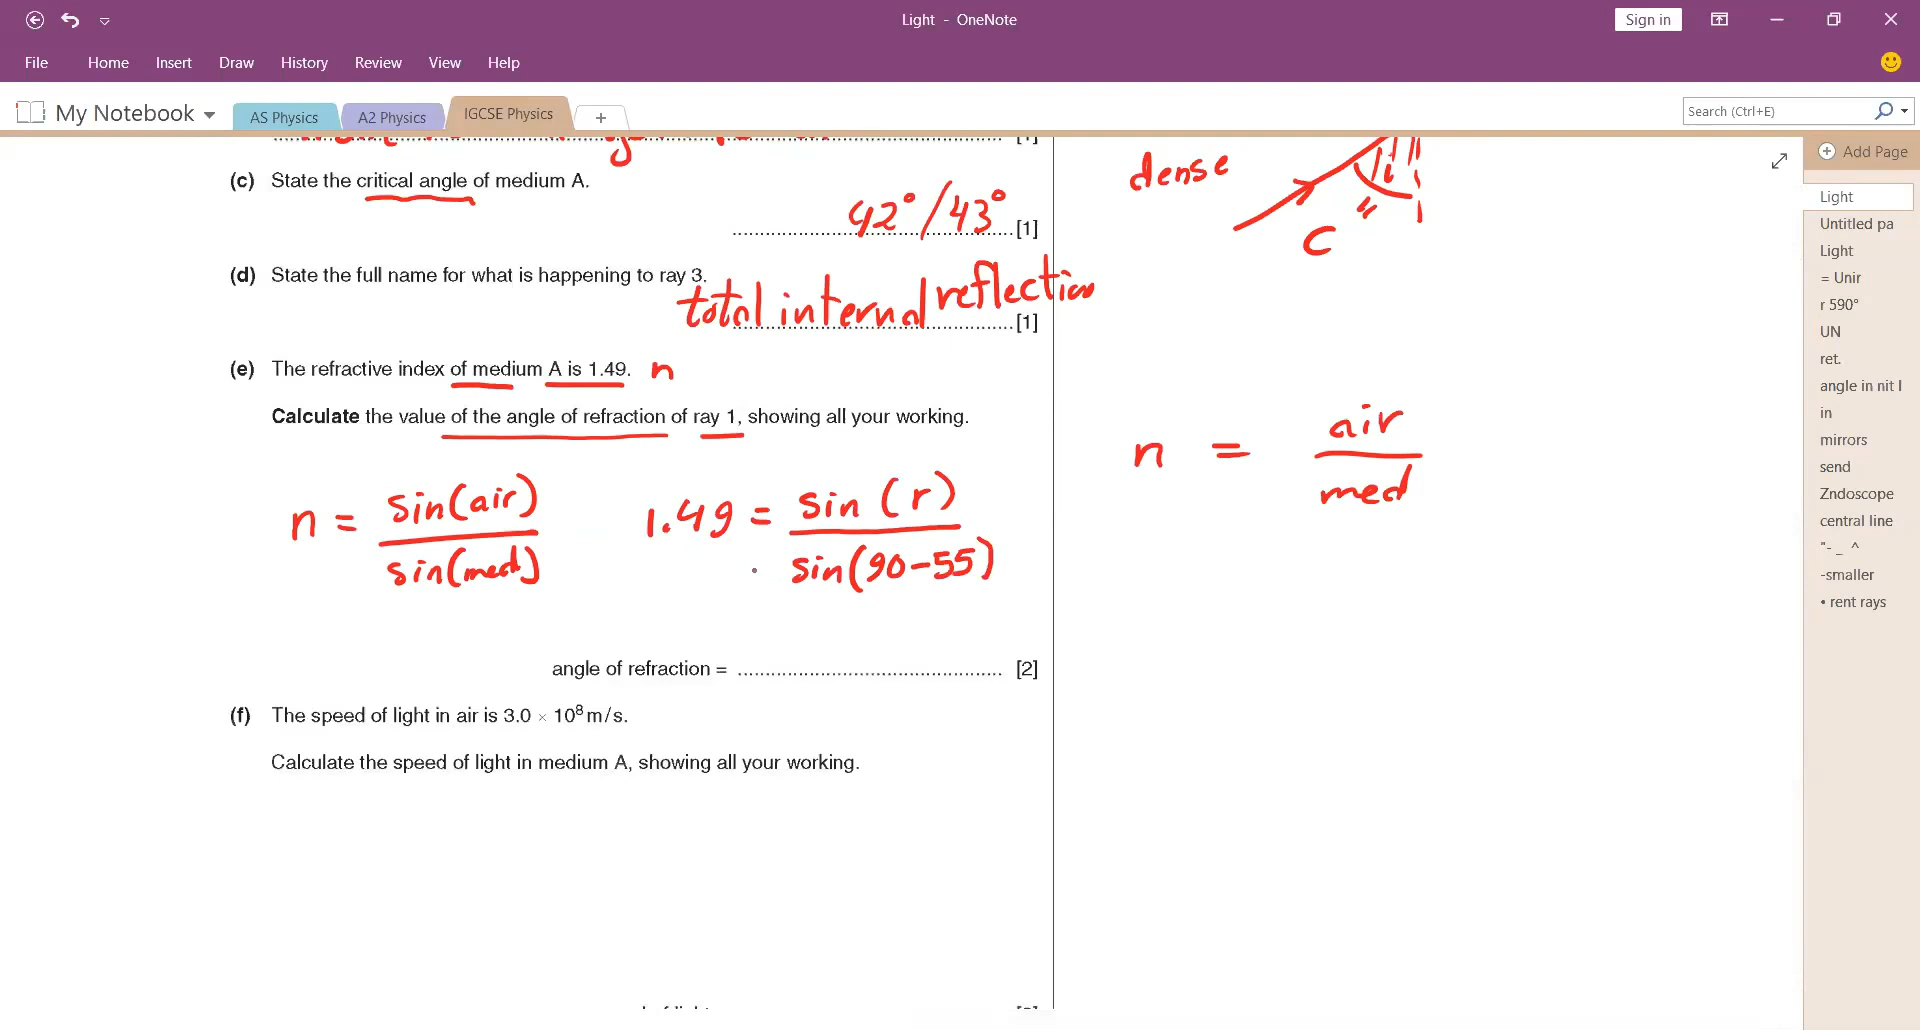 Light - OneNote
Sign in
File Home Insert Draw History Review View Help
My Notebook
AS Physics
A2 Physics
IGCSE Physics
+
Search (Ctrl+E)
Add Page
Light
Untitled pa
Light
= Unir
r 590°
UN
ret.
angle in nit I
in
mirrors
send
Zndoscope
central line
"- _ ^
-smaller
• rent rays
[1]
(c) State the critical angle of medium A.
42° / 43°
[1]
(d) State the full name for what is happening to ray 3.
total internal reflection
[1]
(e) The refractive index of medium A is 1.49. n
Calculate the value of the angle of refraction of ray 1, showing all your working.
n = sin(air) / sin(med)
1.49 = sin (r) / sin(90-55)
angle of refraction = ............................................... [2]
(f) The speed of light in air is 3.0 × 10⁸ m/s.
Calculate the speed of light in medium A, showing all your working.
dense
i
C
n = air / med